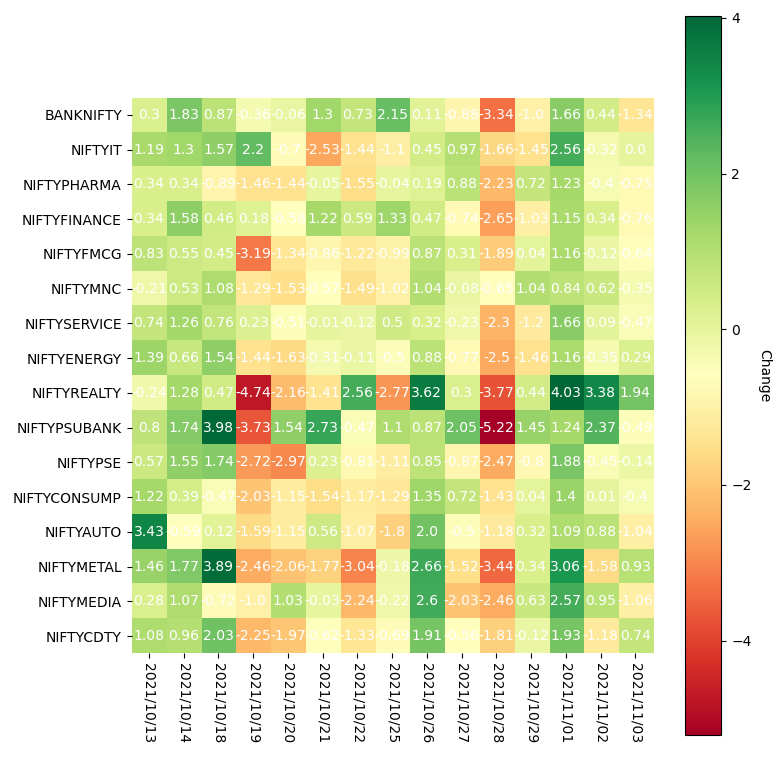 4
BANKNIFTY 0.3 1.83 0.87 -0.36 -0.06 1.3 0.73 2.15 0.11 -0.88 -3.34 -1.0 1.66 0.44 -1.34
NIFTYIT 1.19 1.3 1.57 2.2 -0.7 -2.53 -1.44 -1.1 0.45 0.97 -1.66 -1.45 2.56 -0.32 0.0
2
NIFTYPHARMA 0.34 0.34 -0.89 -1.46 -1.44 -0.05 -1.55 -0.04 0.19 0.88 -2.23 0.72 1.23 -0.4 -0.75
NIFTYFINANCE 0.34 1.58 0.46 0.18 1.22 0.59 1.33 0.47 -0.74 -2.65 -1.03 1.15 0.34 -0.76
NIFTYFMCG 0.83 0.55 0.45 -3.19 -1.34 -0.86 -1.22 -0.99 0.87 0.31 -1.89 0.04 1.16 -0.12 -0.64
NIFTYMNC -0.21 0.53 1.08 -1.29 -1.53 -0.57 -1.49 -1.02 1.04 -0.08 1.04 0.84 0.62 -0.35
NIFTYSERVICE 0.74 1.26 0.76 0.23 -0.01 -0.12 0.5 0.32 -0.23 -2.3 -1.2 1.66 0.09 -0.47
0
NIFTYENERGY 1.39 0.66 1.54 -1.44 -1.63 -0.31 -0.11 -0.5 0.88 -0.77 -2.5 -1.46 1.16 -0.35 0.29
Change
NIFTYREALTY 1.28 0.47 -4.74 -2.16 -1.41 2.56 -2.77 3.62 0.3 -3.77 0.44 4.03 3.38 1.94
NIFTYPSUBANK 0.8 1.74 3.98 -3.73 1.54 2.73 -0.47 1.1 0.87 2.05 -5.22 1.45 1.24 2.37 -0.49
NIFTYPSE 0.57 1.55 1.74 -2.72 -2.97 0.23 -0.81 -1.11 0.85 -0.87 -2.47 -0.8 1.88 -0.45 -0.14
−2
NIFTYCONSUMP 1.22 0.39 -0.47 -2.03 -1.15 -1.54 -1.17 -1.29 1.35 0.72 -1.43 0.04 1.4 0.01 -0.4
NIFTYAUTO 3.43 0.12 -1.59 -1.15 0.56 -1.07 -1.8 2.0 -0.5 -1.18 0.32 1.09 0.88 -1.04
NIFTYMETAL 1.46 1.77 3.89 -2.46 -2.06 -1.77 -3.04 -0.18 2.66 -1.52 -3.44 0.34 3.06 -1.58 0.93
NIFTYMEDIA 0.28 1.07 -0.72 -1.0 1.03 -0.03 -2.24 -0.22 2.6 -2.03 -2.46 0.63 2.57 0.95 -1.06
NIFTYCDTY 1.08 0.96 2.03 -2.25 -1.97 -1.33 1.91 -1.81 -0.12 1.93 -1.18 0.74
−4
2021/10/13 2021/10/14 2021/10/18 2021/10/19 2021/10/20 2021/10/21 2021/10/22 2021/10/25 2021/10/26 2021/10/27 2021/10/28 2021/10/29 2021/11/01 2021/11/02 2021/11/03